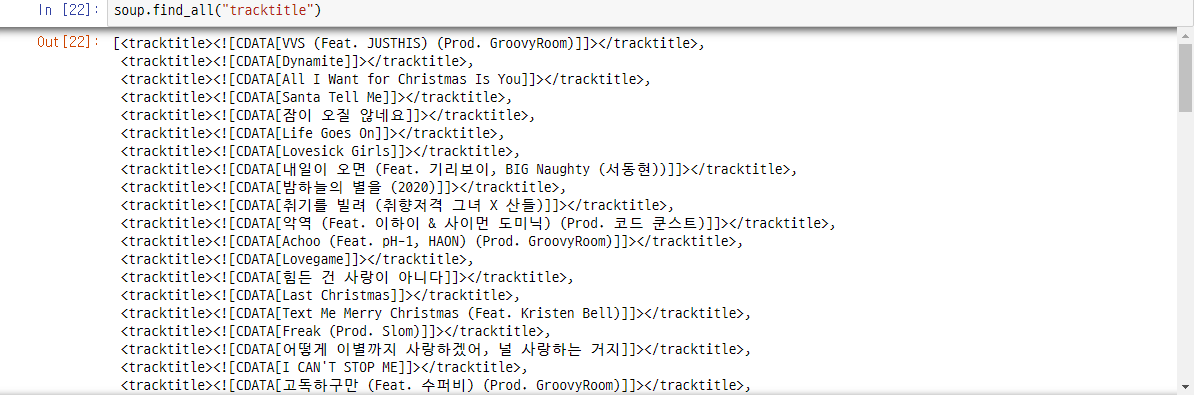 In [22]: soup.find_all("tracktitle")
Out[22]: [<tracktitle><![CDATA[VVS (Feat. JUSTHIS) (Prod. GroovyRoom)]]></tracktitle>,
<tracktitle><![CDATA[Dynamite]]></tracktitle>,
<tracktitle><![CDATA[All I Want for Christmas Is You]]></tracktitle>,
<tracktitle><![CDATA[Santa Tell Me]]></tracktitle>,
<tracktitle><![CDATA[잠이 오질 않네요]]></tracktitle>,
<tracktitle><![CDATA[Life Goes On]]></tracktitle>,
<tracktitle><![CDATA[Lovesick Girls]]></tracktitle>,
<tracktitle><![CDATA[내일이 오면 (Feat. 기리보이, BIG Naughty (서동현))]]></tracktitle>,
<tracktitle><![CDATA[밤하늘의 별을 (2020)]]></tracktitle>,
<tracktitle><![CDATA[취기를 빌려 (취향저격 그녀 X 산들)]]></tracktitle>,
<tracktitle><![CDATA[악역 (Feat. 이하이 & 사이먼 도미닉) (Prod. 코드 쿤스트)]]></tracktitle>,
<tracktitle><![CDATA[Achoo (Feat. pH-1, HAON) (Prod. GroovyRoom)]]></tracktitle>,
<tracktitle><![CDATA[Lovegame]]></tracktitle>,
<tracktitle><![CDATA[힘든 건 사랑이 아니다]]></tracktitle>,
<tracktitle><![CDATA[Last Christmas]]></tracktitle>,
<tracktitle><![CDATA[Text Me Merry Christmas (Feat. Kristen Bell)]]></tracktitle>,
<tracktitle><![CDATA[Freak (Prod. Slom)]]></tracktitle>,
<tracktitle><![CDATA[어떻게 이별까지 사랑하겠어, 널 사랑하는 거지]]></tracktitle>,
<tracktitle><![CDATA[I CAN'T STOP ME]]></tracktitle>,
<tracktitle><![CDATA[고독하구만 (Feat. 수퍼비) (Prod. GroovyRoom)]]></tracktitle>,